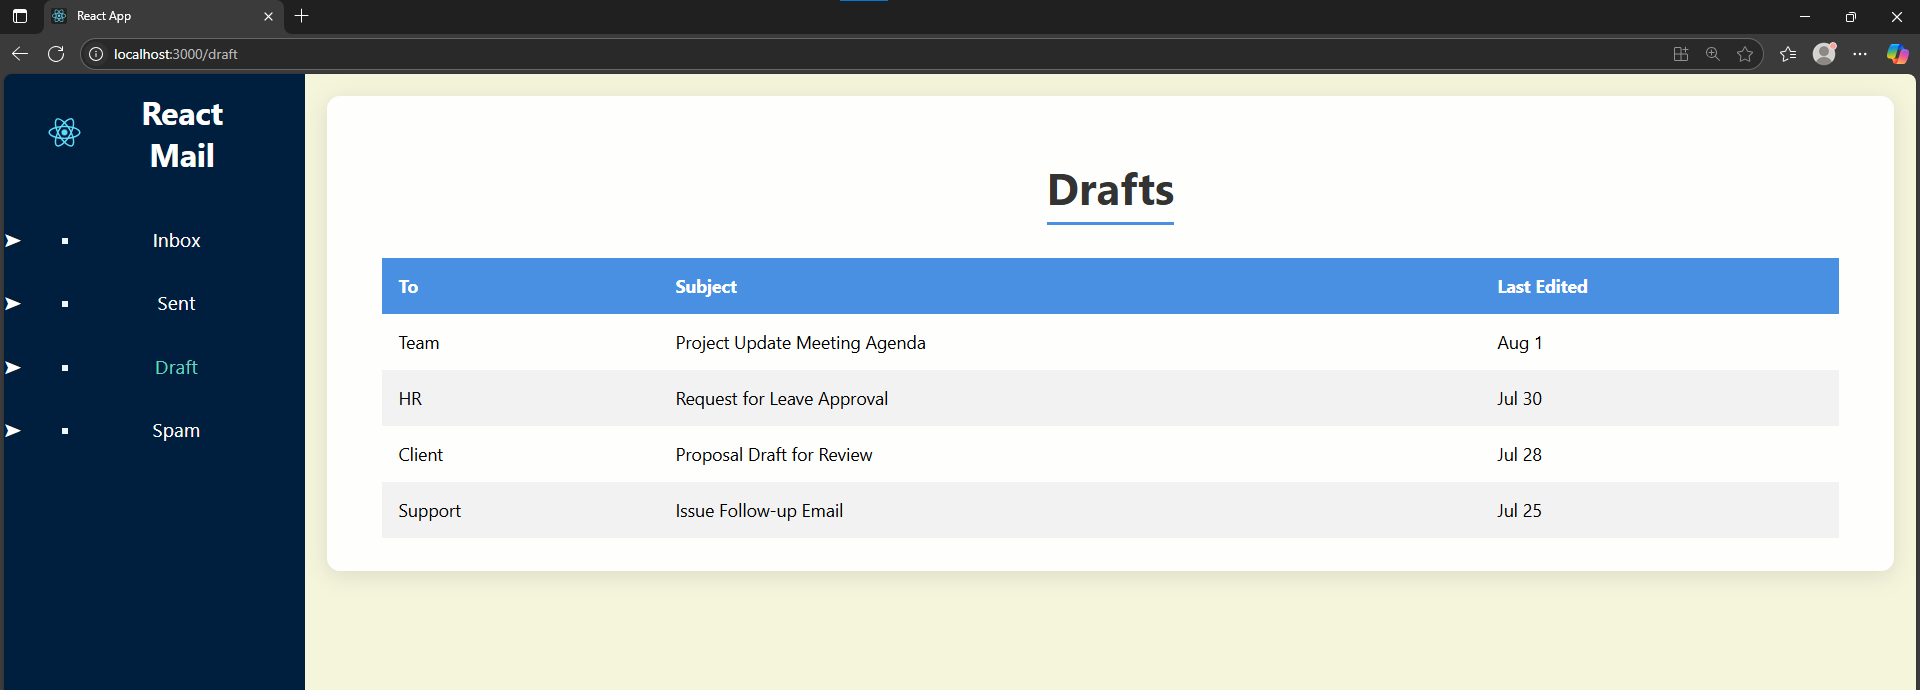 React App
localhost:3000/draft
React
Mail
Inbox
Sent
Draft
Spam
Drafts
To Subject Last Edited
Team Project Update Meeting Agenda Aug 1
HR Request for Leave Approval Jul 30
Client Proposal Draft for Review Jul 28
Support Issue Follow-up Email Jul 25